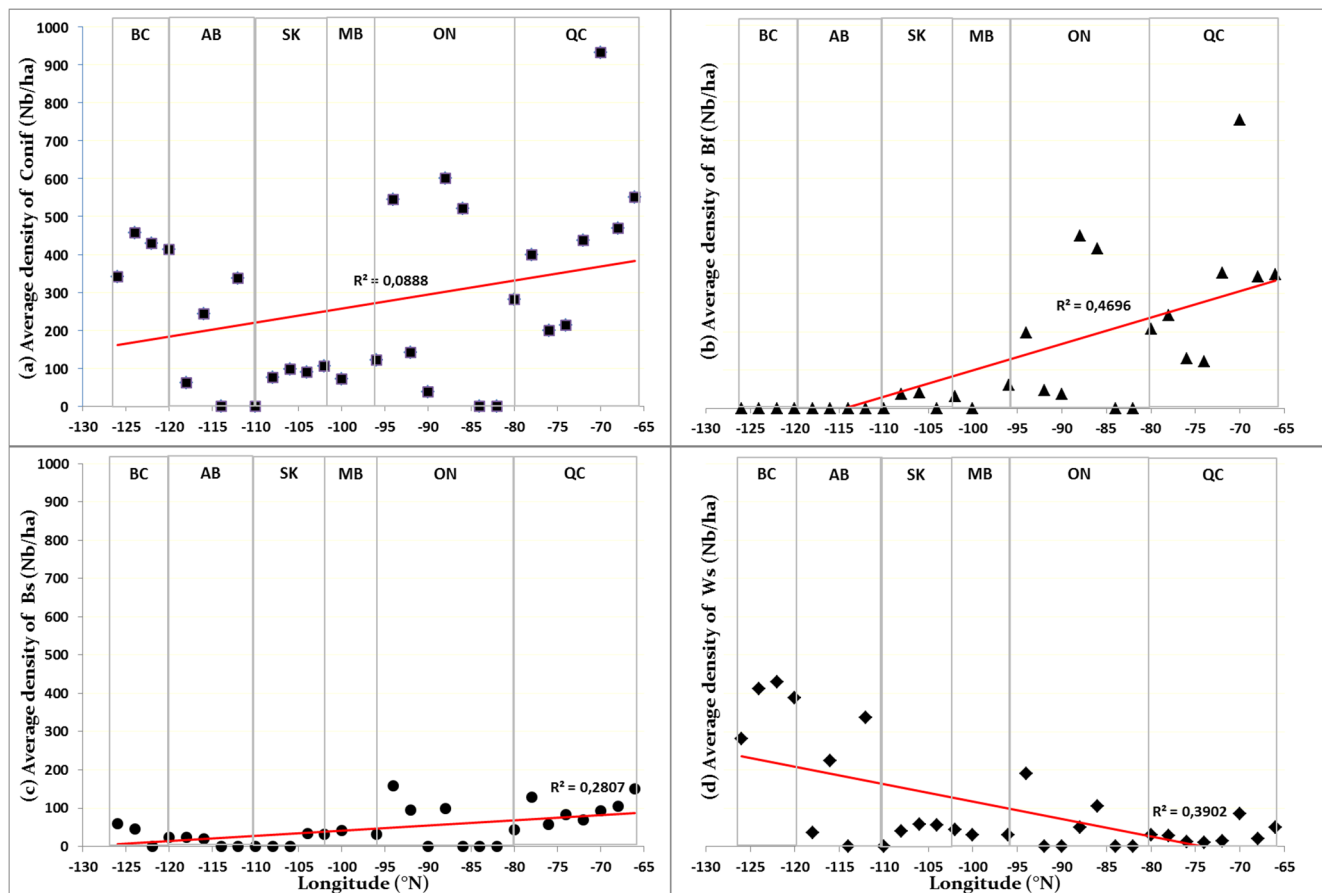 (a) Average density of Conif (Nb/ha)
1000
900
800
700
600
500
400
300
200
100
0
BC AB SK MB ON QC
R² = 0,0888
-130 -125 -120 -115 -110 -105 -100 -95 -90 -85 -80 -75 -70 -65
(b) Average density of Bf (Nb/ha)
BC AB SK MB ON QC
R² = 0,4696
-130 -125 -120 -115 -110 -105 -100 -95 -90 -85 -80 -75 -70 -65
(c) Average density of Bs (Nb/ha)
1000
900
800
700
600
500
400
300
200
100
0
BC AB SK MB ON QC
R² = 0,2807
-130 -125 -120 -115 -110 -105 -100 -95 -90 -85 -80 -75 -70 -65
Longitude (°N)
(d) Average density of Ws (Nb/ha)
BC AB SK MB ON QC
R² = 0,3902
-130 -125 -120 -115 -110 -105 -100 -95 -90 -85 -80 -75 -70 -65
Longitude (°N)